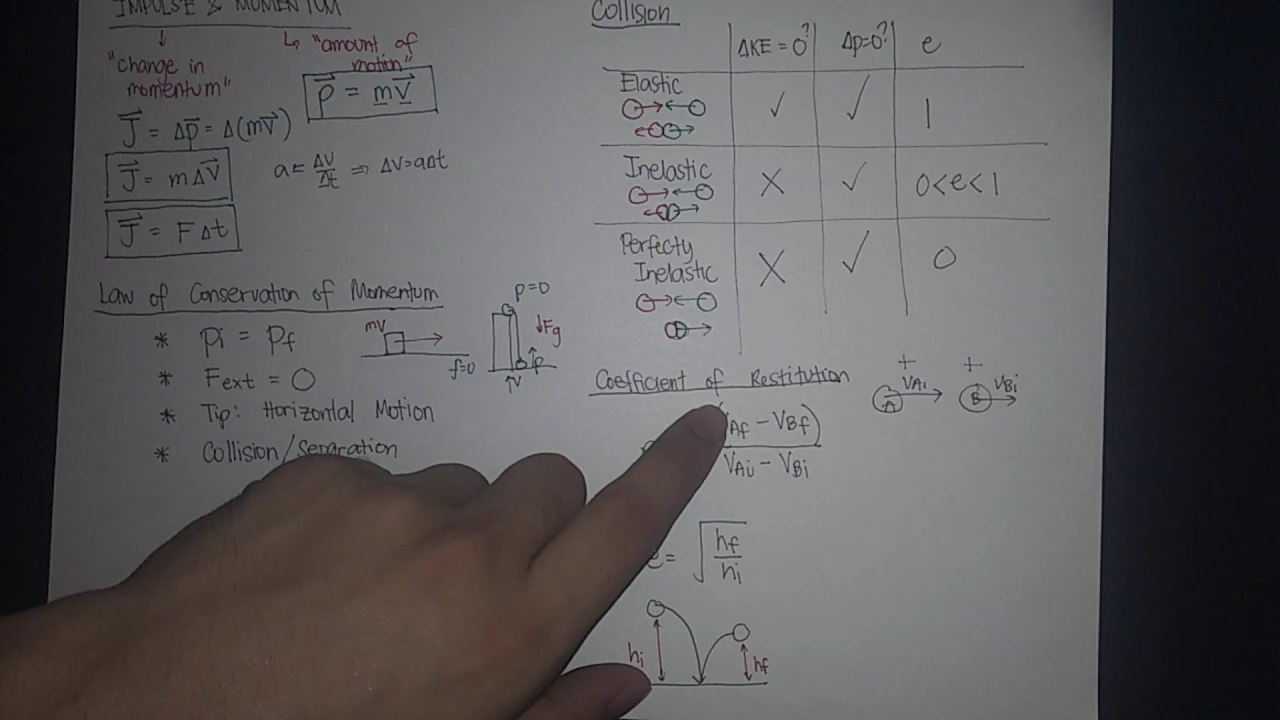 IMPULSE & MOMENTUM
"change in
momentum"
↳ "amount of
motion"
p⃗ = mv⃗
J⃗ = Δp⃗ = Δ(mv⃗)
J⃗ = mΔv⃗
J⃗ = FΔt
a = Δv/Δt ⇒ Δv = aΔt
Law of Conservation of Momentum
* pi = pf
* Fext = 0
* Tip: Horizontal Motion
* Collision/Separation
mv
f=0
p=0
↓Fg
↑p
↑v
Collision
ΔKE = 0? Δp=0? e
Elastic ✓ ✓ 1
Inelastic X ✓ 0<e<1
Perfecty
Inelastic X ✓ 0
Coefficient of Restitution
Af - VBf)
VAi - VBi
+ +
A VAi B VBi
e = √hf/hi
hi hf